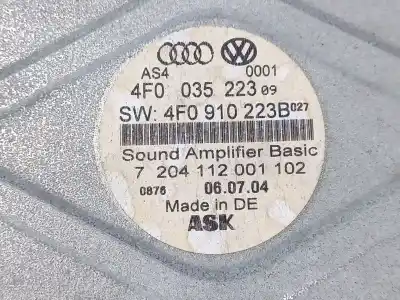 AS4 0001
4F0 035 223 09
SW: 4F0 910 223B 027
Sound Amplifier Basic
7 204 112 001 102
0876 06.07.04
Made in DE
ASK